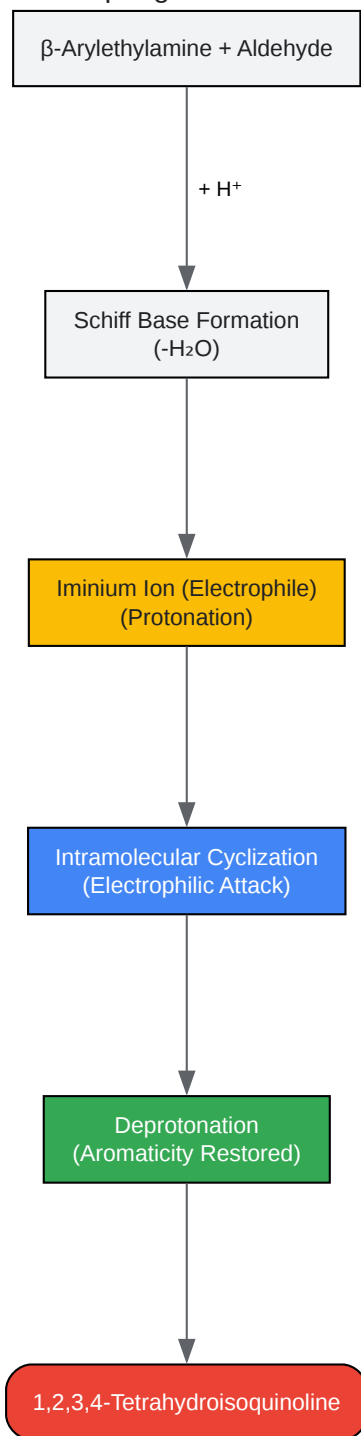 β-Arylethylamine + Aldehyde
+ H⁺
Schiff Base Formation
(-H₂O)
Iminium Ion (Electrophile)
(Protonation)
Intramolecular Cyclization
(Electrophilic Attack)
Deprotonation
(Aromaticity Restored)
1,2,3,4-Tetrahydroisoquinoline